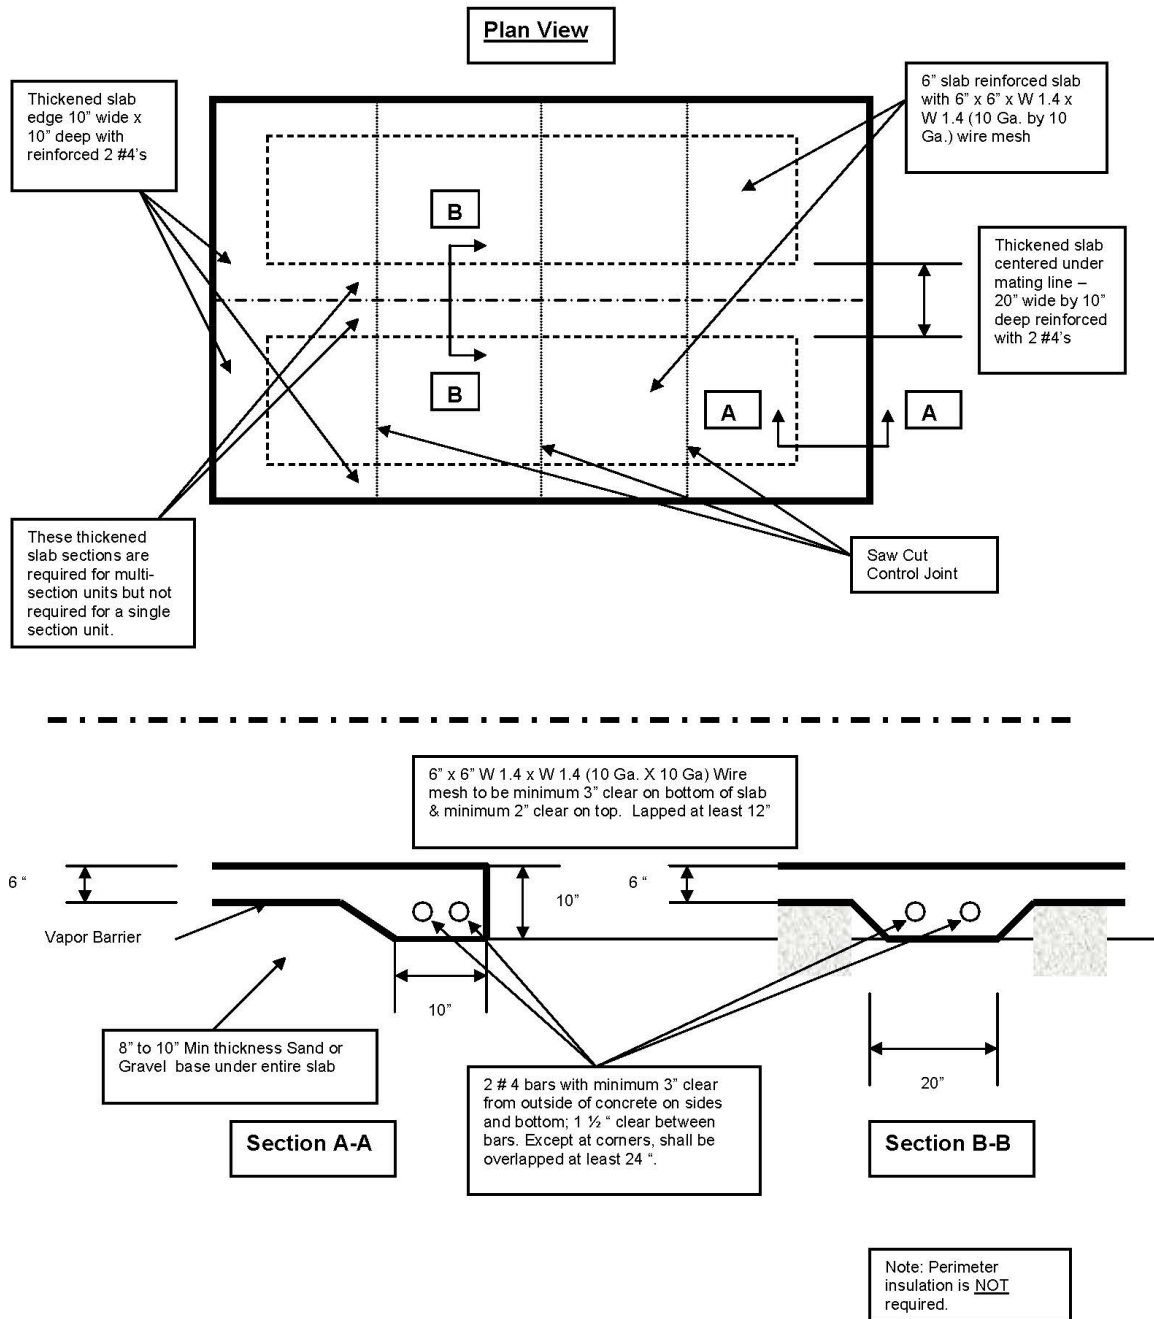 Plan View
Thickened slab
edge 10” wide x
10” deep with
reinforced 2 #4’s
6” slab reinforced slab
with 6” x 6” x W 1.4 x
W 1.4 (10 Ga. by 10
Ga.) wire mesh
B
Thickened slab
centered under
mating line –
20” wide by 10”
deep reinforced
with 2 #4’s
B
A
A
These thickened
slab sections are
required for multi-
section units but not
required for a single
section unit.
Saw Cut
Control Joint
6” x 6” W 1.4 x W 1.4 (10 Ga. X 10 Ga) Wire
mesh to be minimum 3” clear on bottom of slab
& minimum 2” clear on top.  Lapped at least 12”
6 “
10”
6 “
Vapor Barrier
10”
8” to 10” Min thickness Sand or
Gravel  base under entire slab
2 # 4 bars with minimum 3” clear
from outside of concrete on sides
and bottom; 1 ½ “ clear between
bars. Except at corners, shall be
overlapped at least 24 “.
20”
Section A-A
Section B-B
Note: Perimeter
insulation is NOT
required.